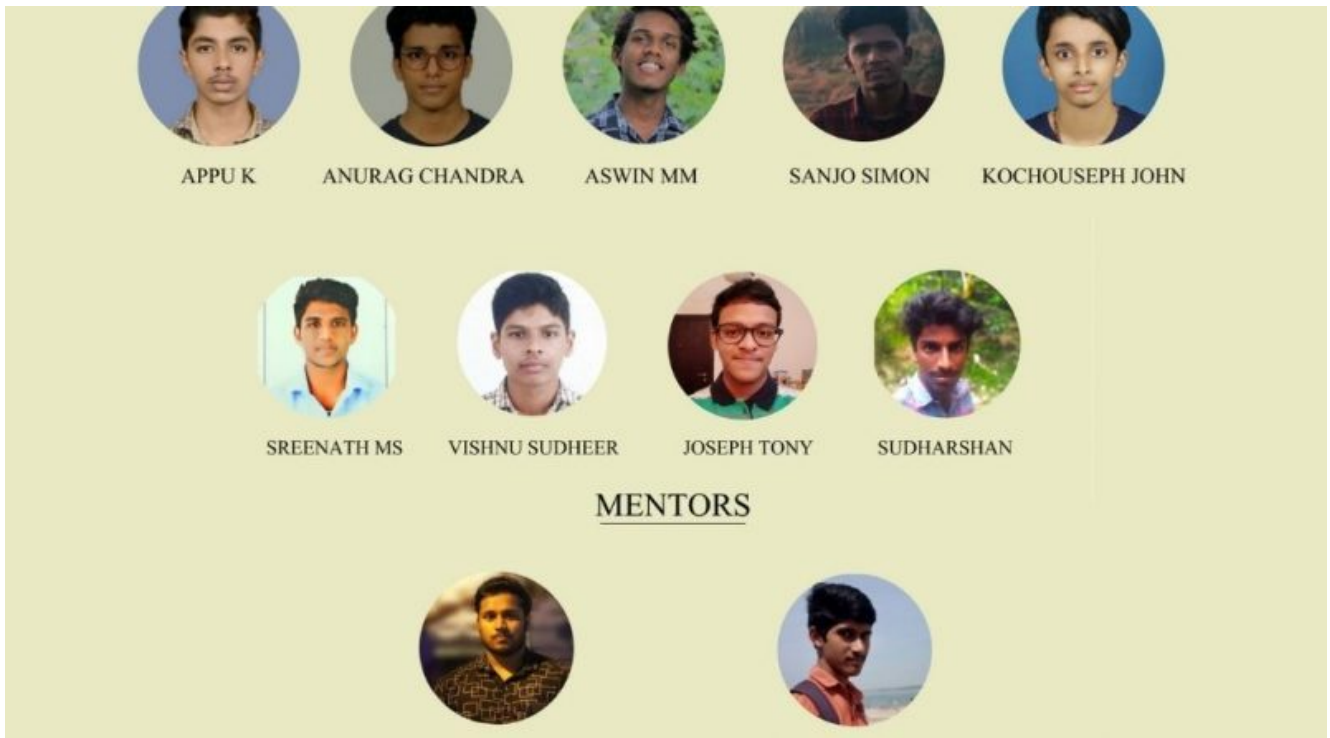 APPU K ANURAG CHANDRA ASWIN MM SANJO SIMON KOCHOUSEPH JOHN
SREENATH MS VISHNU SUDHEER JOSEPH TONY SUDHARSHAN
MENTORS